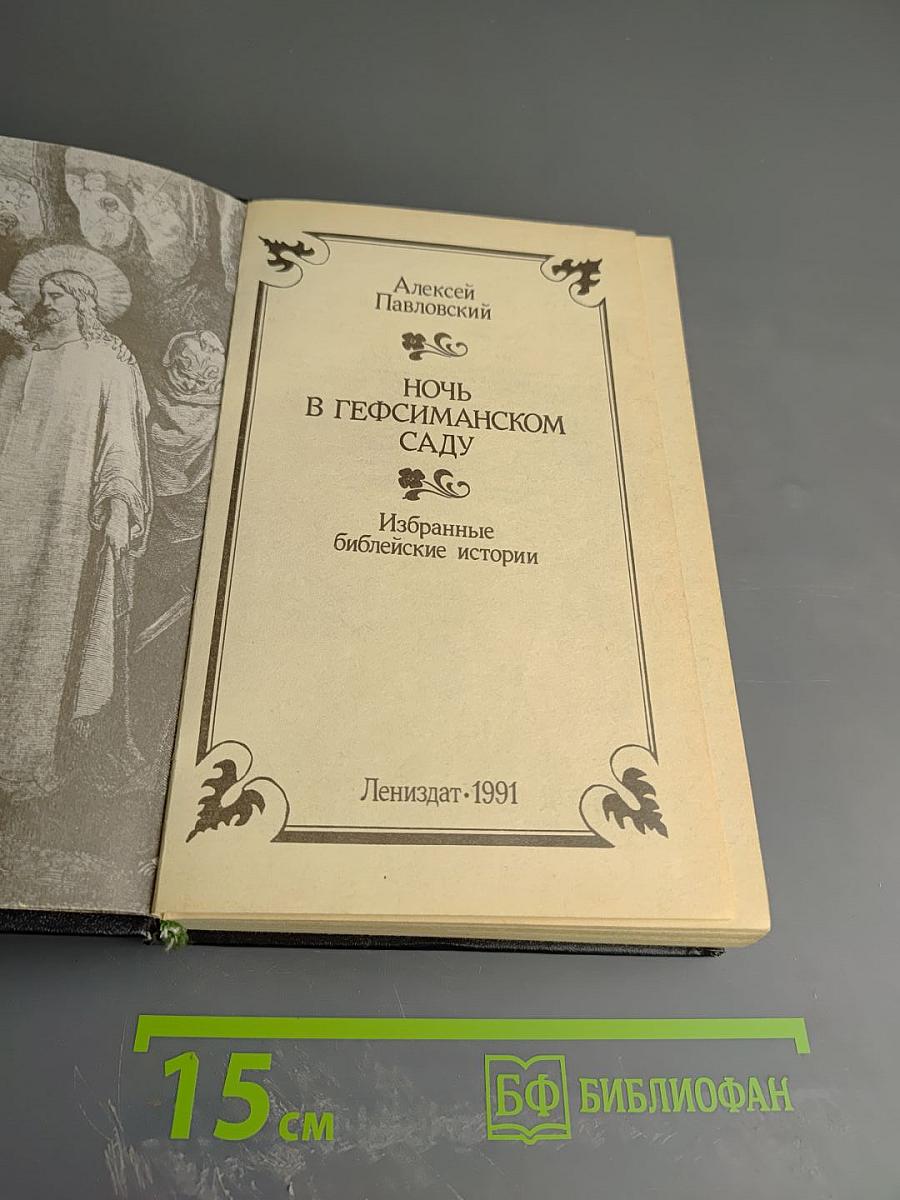 Алексей
Павловский
НОЧЬ
В ГЕФСИМАНСКОМ
САДУ
Избранные
библейские истории
Лениздат·1991
15 см
БФ БИБЛИОФАН